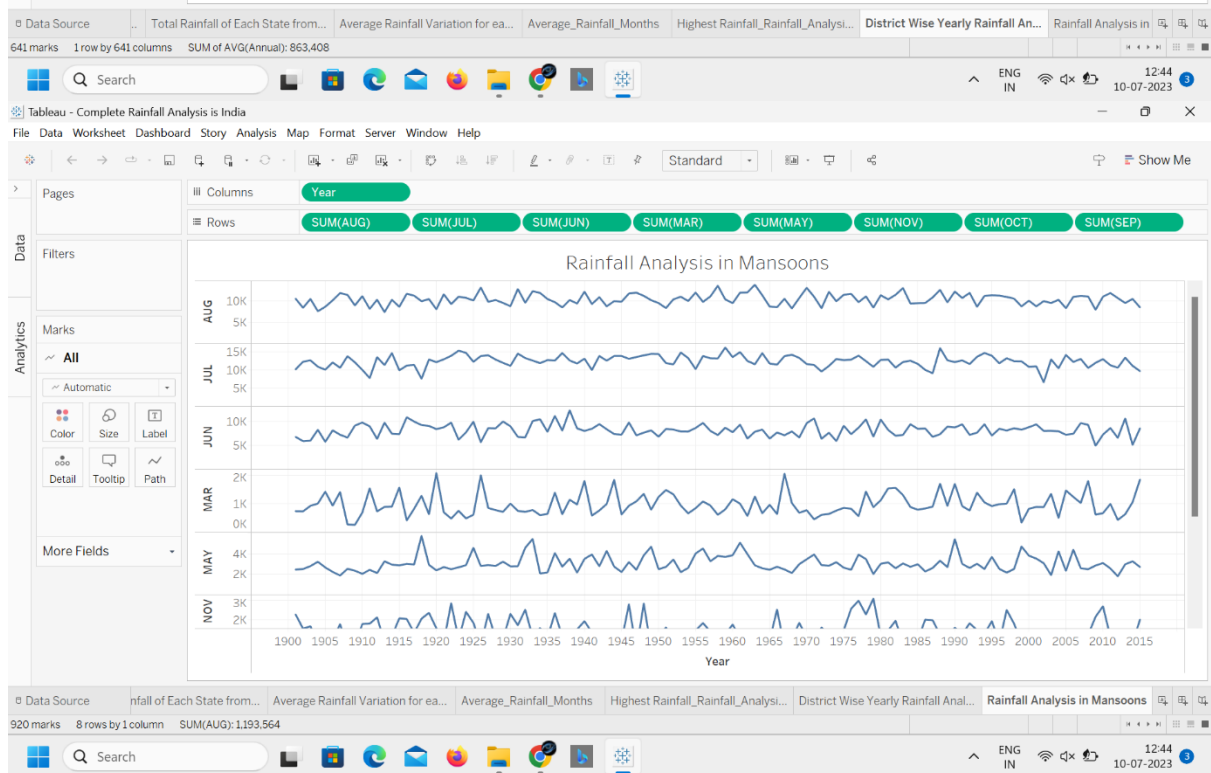 Data Source .. Total Rainfall of Each State from... Average Rainfall Variation for ea... Average_Rainfall_Months Highest Rainfall_Rainfall_Analysi... District Wise Yearly Rainfall An... Rainfall Analysis in
641 marks 1 row by 641 columns SUM of AVG(Annual): 863,408
Search ENG IN 12:44 10-07-2023 3
Tableau - Complete Rainfall Analysis is India
File Data Worksheet Dashboard Story Analysis Map Format Server Window Help
Standard Show Me
Pages
iii Columns Year
Rows SUM(AUG) SUM(JUL) SUM(JUN) SUM(MAR) SUM(MAY) SUM(NOV) SUM(OCT) SUM(SEP)
Data
Analytics
Filters
Marks
All
Automatic
Color Size Label
Detail Tooltip Path
More Fields
Rainfall Analysis in Mansoons
AUG
10K
5K
JUL
15K
10K
5K
JUN
10K
5K
MAR
2K
1K
0K
MAY
4K
2K
NOV
3K
2K
1900 1905 1910 1915 1920 1925 1930 1935 1940 1945 1950 1955 1960 1965 1970 1975 1980 1985 1990 1995 2000 2005 2010 2015
Year
Data Source nfall of Each State from... Average Rainfall Variation for ea... Average_Rainfall_Months Highest Rainfall_Rainfall_Analysi... District Wise Yearly Rainfall Anal... Rainfall Analysis in Mansoons
920 marks 8 rows by 1 column SUM(AUG): 1,193,564
Search ENG IN 12:44 10-07-2023 3